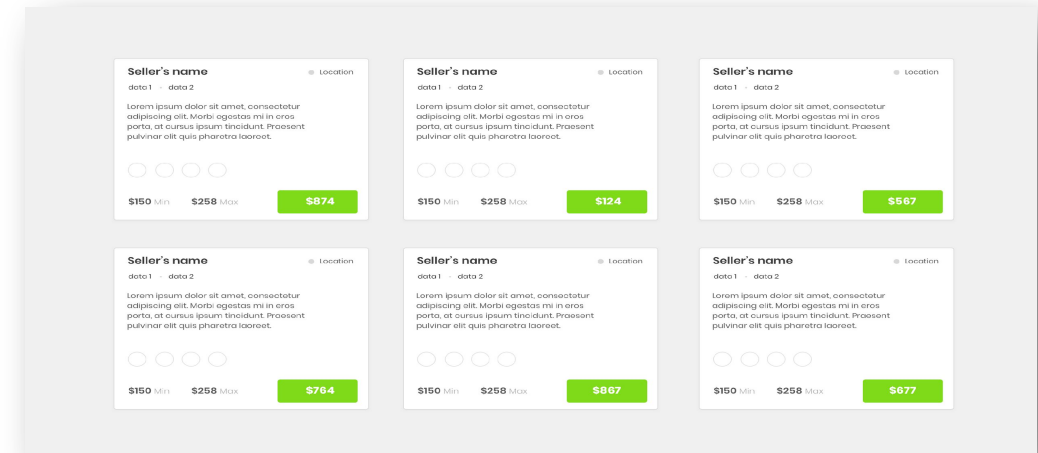 Seller's name Location
data 1 - data 2
Lorem ipsum dolor sit amet, consectetur
adipiscing elit. Morbi egestas mi in eros
porta, at cursus ipsum tincidunt. Praesent
pulvinar elit quis pharetra laoreet.
$150 Min $258 Max $874
Seller's name Location
data 1 - data 2
Lorem ipsum dolor sit amet, consectetur
adipiscing elit. Morbi egestas mi in eros
porta, at cursus ipsum tincidunt. Praesent
pulvinar elit quis pharetra laoreet.
$150 Min $258 Max $124
Seller's name Location
data 1 - data 2
Lorem ipsum dolor sit amet, consectetur
adipiscing elit. Morbi egestas mi in eros
porta, at cursus ipsum tincidunt. Praesent
pulvinar elit quis pharetra laoreet.
$150 Min $258 Max $567
Seller's name Location
data 1 - data 2
Lorem ipsum dolor sit amet, consectetur
adipiscing elit. Morbi egestas mi in eros
porta, at cursus ipsum tincidunt. Praesent
pulvinar elit quis pharetra laoreet.
$150 Min $258 Max $764
Seller's name Location
data 1 - data 2
Lorem ipsum dolor sit amet, consectetur
adipiscing elit. Morbi egestas mi in eros
porta, at cursus ipsum tincidunt. Praesent
pulvinar elit quis pharetra laoreet.
$150 Min $258 Max $867
Seller's name Location
data 1 - data 2
Lorem ipsum dolor sit amet, consectetur
adipiscing elit. Morbi egestas mi in eros
porta, at cursus ipsum tincidunt. Praesent
pulvinar elit quis pharetra laoreet.
$150 Min $258 Max $677